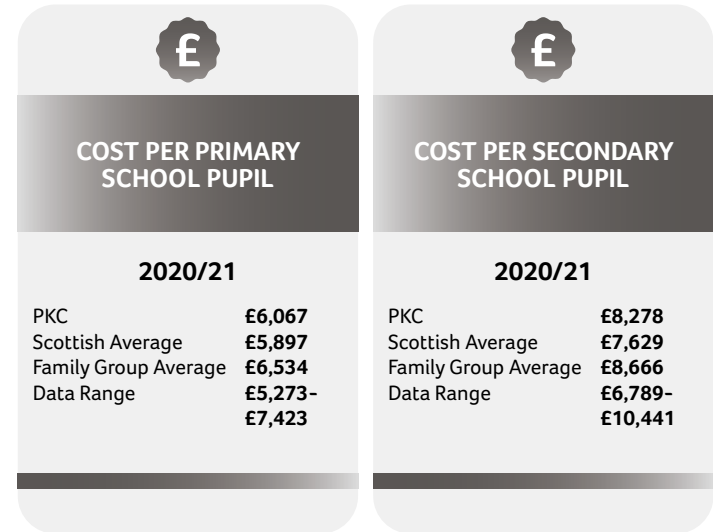 £
COST PER PRIMARY
SCHOOL PUPIL
2020/21
PKC £6,067
Scottish Average £5,897
Family Group Average £6,534
Data Range £5,273–
£7,423
£
COST PER SECONDARY
SCHOOL PUPIL
2020/21
PKC £8,278
Scottish Average £7,629
Family Group Average £8,666
Data Range £6,789–
£10,441